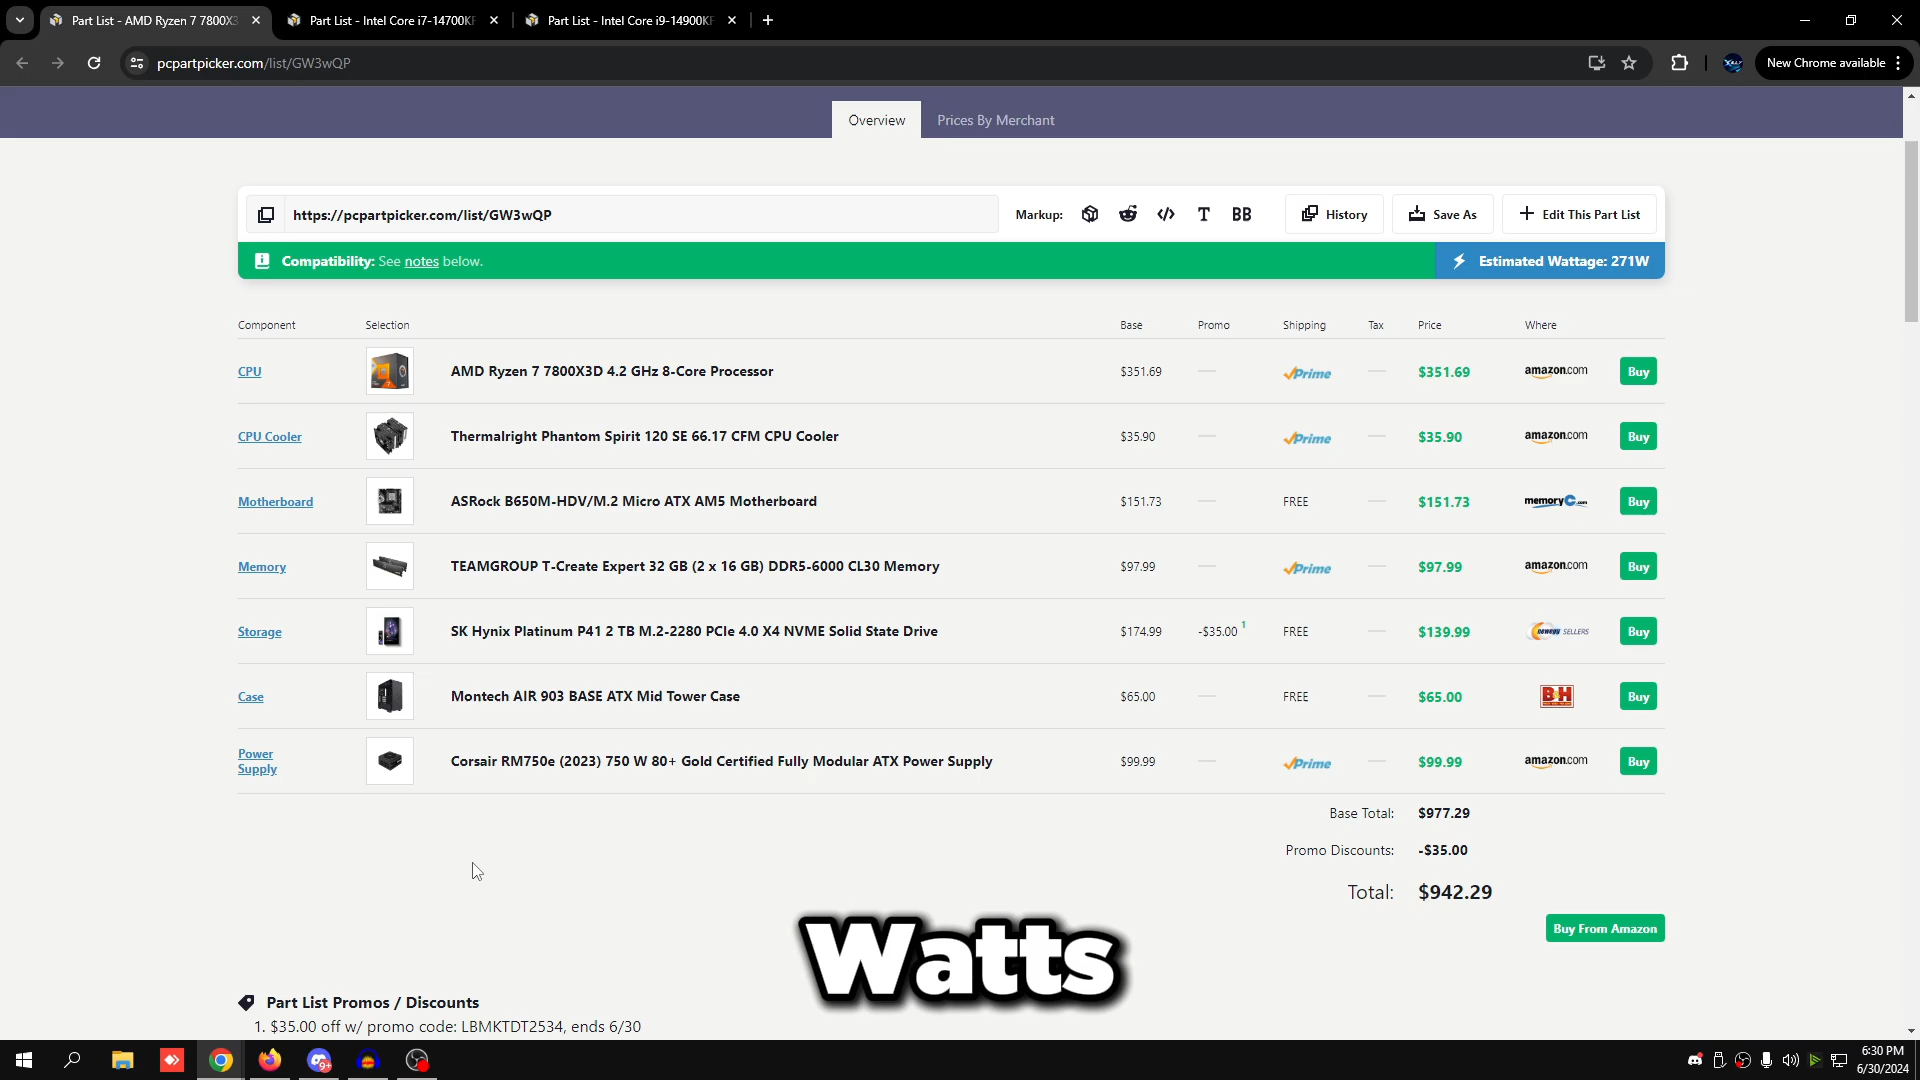 Part List - AMD Ryzen 7 7800X3
Part List - Intel Core i7-14700KF
Part List - Intel Core i9-14900KF
pcpartpicker.com/list/GW3wQP
New Chrome available
Overview
Prices By Merchant
https://pcpartpicker.com/list/GW3wQP
Markup:
T
BB
History
Save As
Edit This Part List
Compatibility: See notes below.
Estimated Wattage: 271W
Component Selection Base Promo Shipping Tax Price Where
CPU AMD Ryzen 7 7800X3D 4.2 GHz 8-Core Processor $351.69 — Prime — $351.69 amazon.com Buy
CPU Cooler Thermalright Phantom Spirit 120 SE 66.17 CFM CPU Cooler $35.90 — Prime — $35.90 amazon.com Buy
Motherboard ASRock B650M-HDV/M.2 Micro ATX AM5 Motherboard $151.73 — FREE — $151.73 memoryC.com Buy
Memory TEAMGROUP T-Create Expert 32 GB (2 x 16 GB) DDR5-6000 CL30 Memory $97.99 — Prime — $97.99 amazon.com Buy
Storage SK Hynix Platinum P41 2 TB M.2-2280 PCIe 4.0 X4 NVME Solid State Drive $174.99 -$35.00 1 FREE — $139.99 newegg SELLERS Buy
Case Montech AIR 903 BASE ATX Mid Tower Case $65.00 — FREE — $65.00 B&H Buy
Power
Supply
Corsair RM750e (2023) 750 W 80+ Gold Certified Fully Modular ATX Power Supply $99.99 — Prime — $99.99 amazon.com Buy
Base Total: $977.29
Promo Discounts: -$35.00
Total: $942.29
Buy From Amazon
Watts
Part List Promos / Discounts
1. $35.00 off w/ promo code: LBMKTDT2534, ends 6/30
9+
6:30 PM
6/30/2024